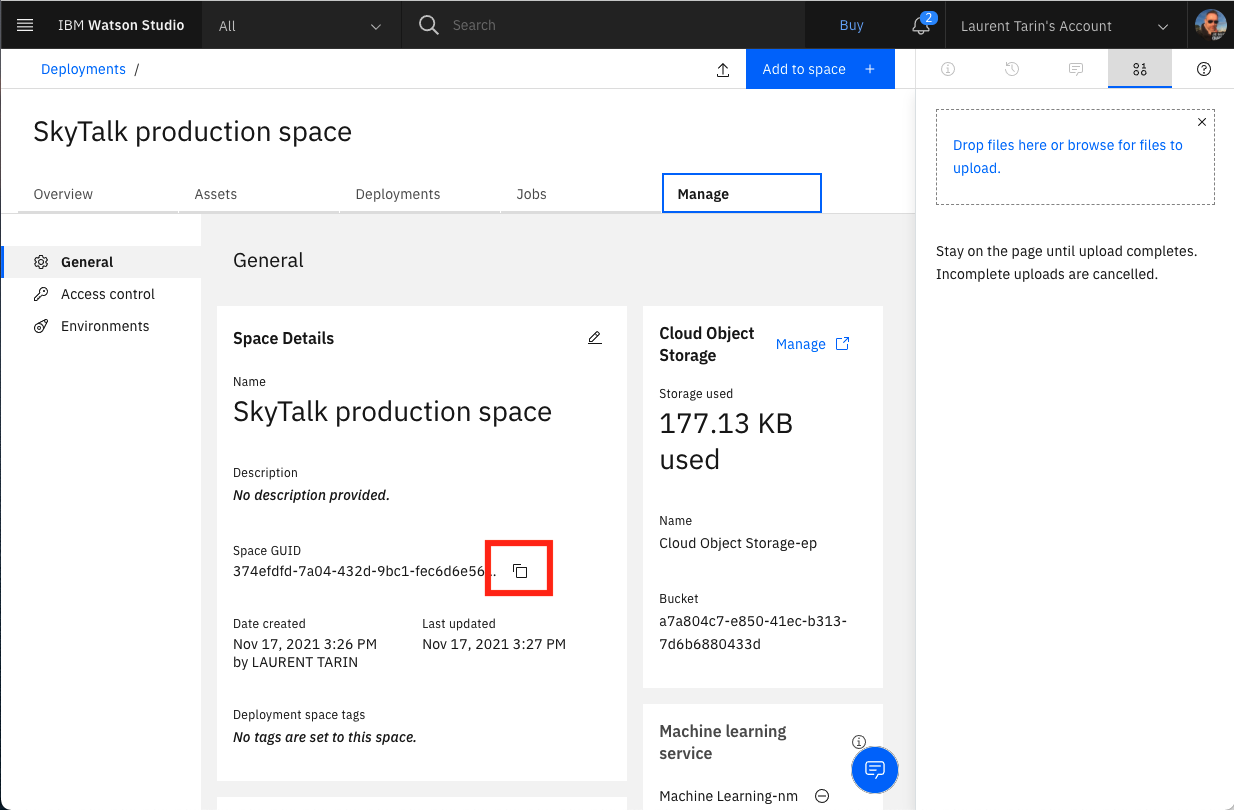 IBM Watson Studio
All
Search
Buy
2
Laurent Tarin's Account
Deployments /
Add to space +
SkyTalk production space
Overview
Assets
Deployments
Jobs
Manage
General
Access control
Environments
General
Space Details
Name
SkyTalk production space
Description
No description provided.
Space GUID
374efdfd-7a04-432d-9bc1-fec6d6e56...
Date created
Nov 17, 2021 3:26 PM
by LAURENT TARIN
Last updated
Nov 17, 2021 3:27 PM
Deployment space tags
No tags are set to this space.
Cloud Object
Storage
Manage
Storage used
177.13 KB
used
Name
Cloud Object Storage-ep
Bucket
a7a804c7-e850-41ec-b313-
7d6b6880433d
Machine learning
service
Machine Learning-nm
Drop files here or browse for files to
upload.
Stay on the page until upload completes.
Incomplete uploads are cancelled.